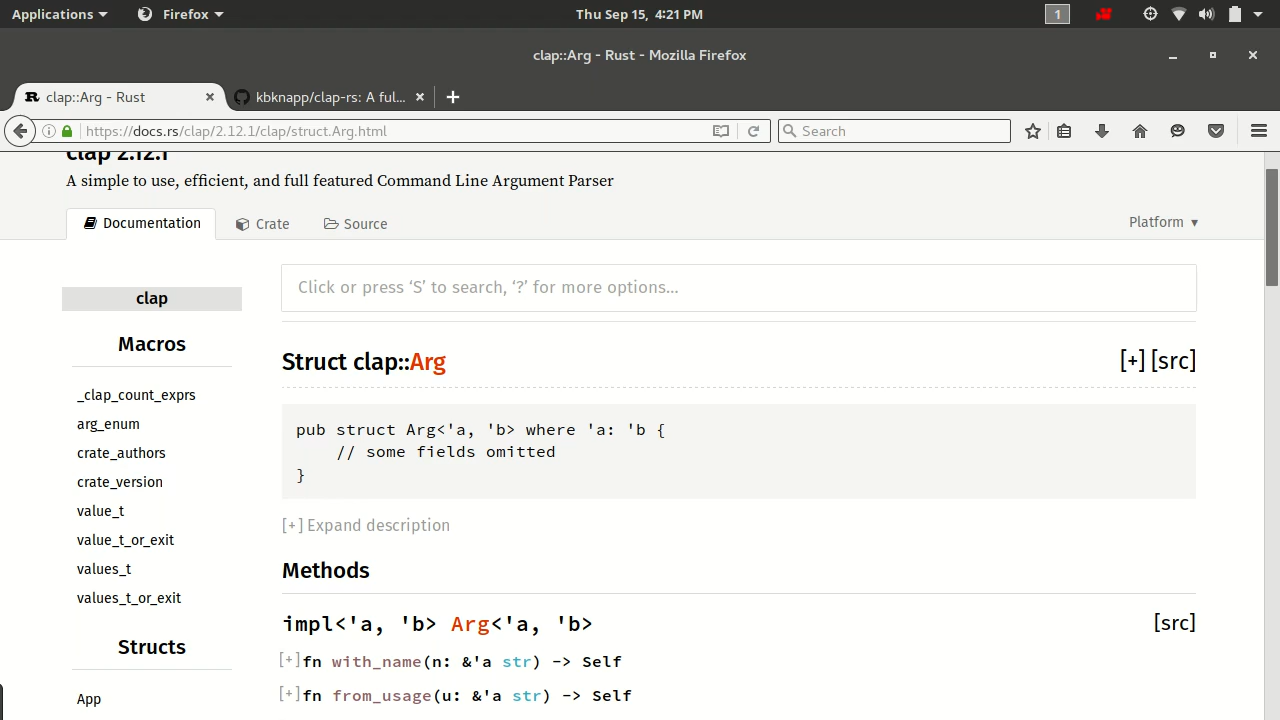 Applications Firefox Thu Sep 15, 4:21 PM 1
clap::Arg - Rust - Mozilla Firefox
clap::Arg - Rust kbknapp/clap-rs: A ful...
https://docs.rs/clap/2.12.1/clap/struct.Arg.html Search
clap 2.12.1
A simple to use, efficient, and full featured Command Line Argument Parser
Documentation Crate Source Platform
clap
Click or press ‘S’ to search, ‘?’ for more options...
Macros
_clap_count_exprs
arg_enum
crate_authors
crate_version
value_t
value_t_or_exit
values_t
values_t_or_exit
Structs
App
Struct clap::Arg [+] [src]
pub struct Arg<'a, 'b> where 'a: 'b {
// some fields omitted
}
[+] Expand description
Methods
impl<'a, 'b> Arg<'a, 'b> [src]
[+] fn with_name(n: &'a str) -> Self
[+] fn from_usage(u: &'a str) -> Self